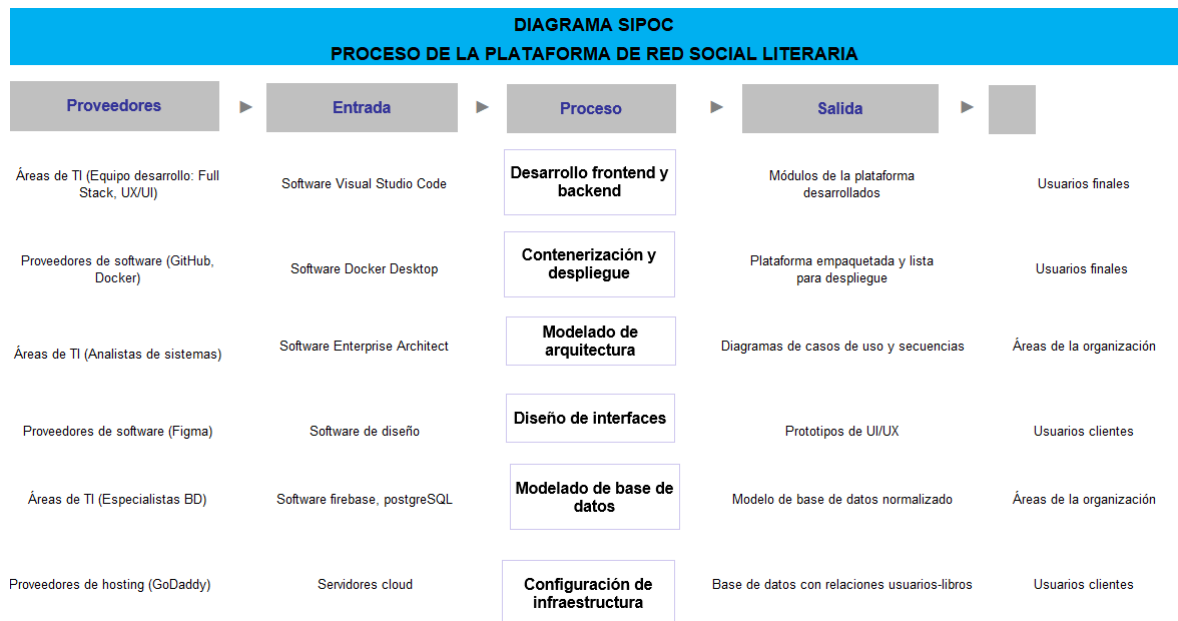 DIAGRAMA SIPOC
PROCESO DE LA PLATAFORMA DE RED SOCIAL LITERARIA
Proveedores
Entrada
Proceso
Salida
Áreas de TI (Equipo desarrollo: Full
Stack, UX/UI)
Software Visual Studio Code
Desarrollo frontend y
backend
Módulos de la plataforma
desarrollados
Usuarios finales
Proveedores de software (GitHub,
Docker)
Software Docker Desktop
Contenerización y
despliegue
Plataforma empaquetada y lista
para despliegue
Usuarios finales
Áreas de TI (Analistas de sistemas)
Software Enterprise Architect
Modelado de
arquitectura
Diagramas de casos de uso y secuencias
Áreas de la organización
Proveedores de software (Figma)
Software de diseño
Diseño de interfaces
Prototipos de UI/UX
Usuarios clientes
Áreas de TI (Especialistas BD)
Software firebase, postgreSQL
Modelado de base de
datos
Modelo de base de datos normalizado
Áreas de la organización
Proveedores de hosting (GoDaddy)
Servidores cloud
Configuración de
infraestructura
Base de datos con relaciones usuarios-libros
Usuarios clientes